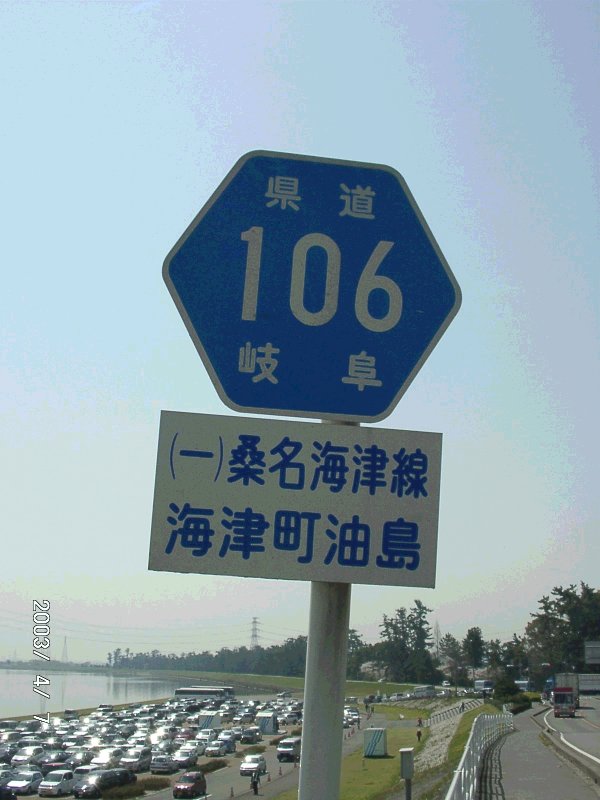 県道
106
岐阜
(一)桑名海津線
海津町油島
2003/ 4/ 7